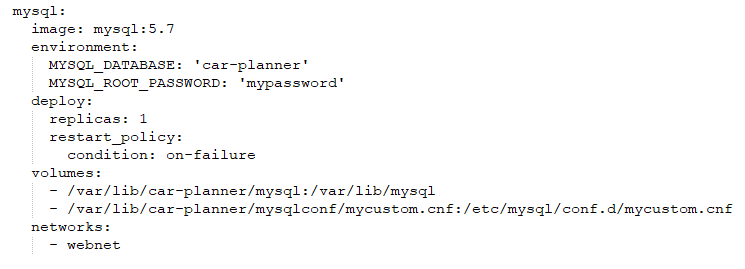 mysql:
  image: mysql:5.7
  environment:
    MYSQL_DATABASE: 'car-planner'
    MYSQL_ROOT_PASSWORD: 'mypassword'
  deploy:
    replicas: 1
    restart_policy:
      condition: on-failure
  volumes:
    - /var/lib/car-planner/mysql:/var/lib/mysql
    - /var/lib/car-planner/mysqlconf/mycustom.cnf:/etc/mysql/conf.d/mycustom.cnf
  networks:
    - webnet